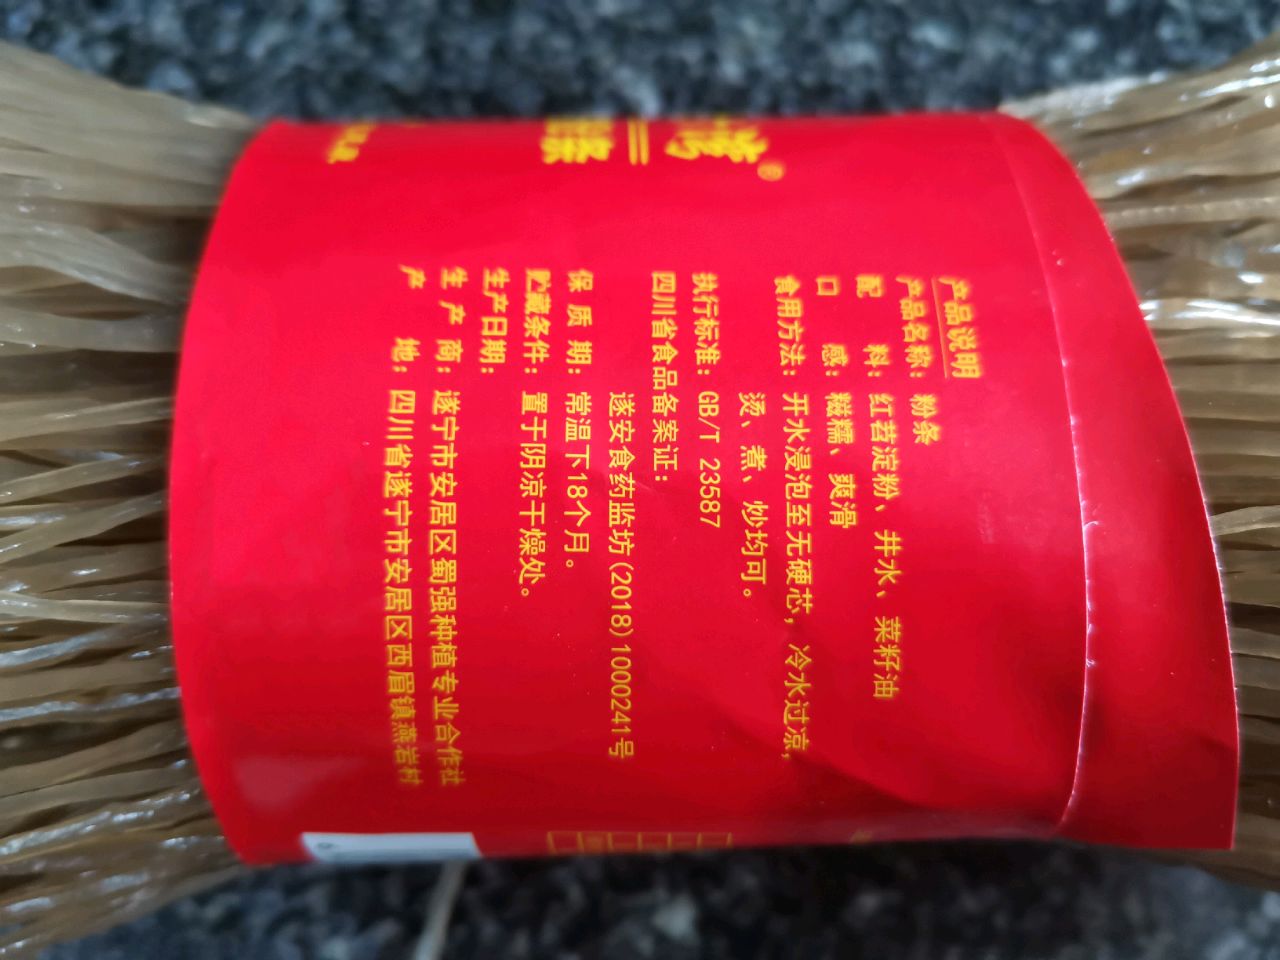 产品说明
产品名称：粉条
配 料：红苕淀粉、井水、菜籽油
口 感：糍糯、爽滑
食用方法：开水浸泡至无硬芯，冷水过凉，
烫、煮、炒均可。
执行标准：GB/T 23587
四川省食品备案证：
遂安食药监坊(2018)1000241号
保 质 期：常温下18个月。
贮藏条件：置于阴凉干燥处。
生产日期：
生 产 商：遂宁市安居区蜀强种植专业合作社
产 地：四川省遂宁市安居区西眉镇燕岩村